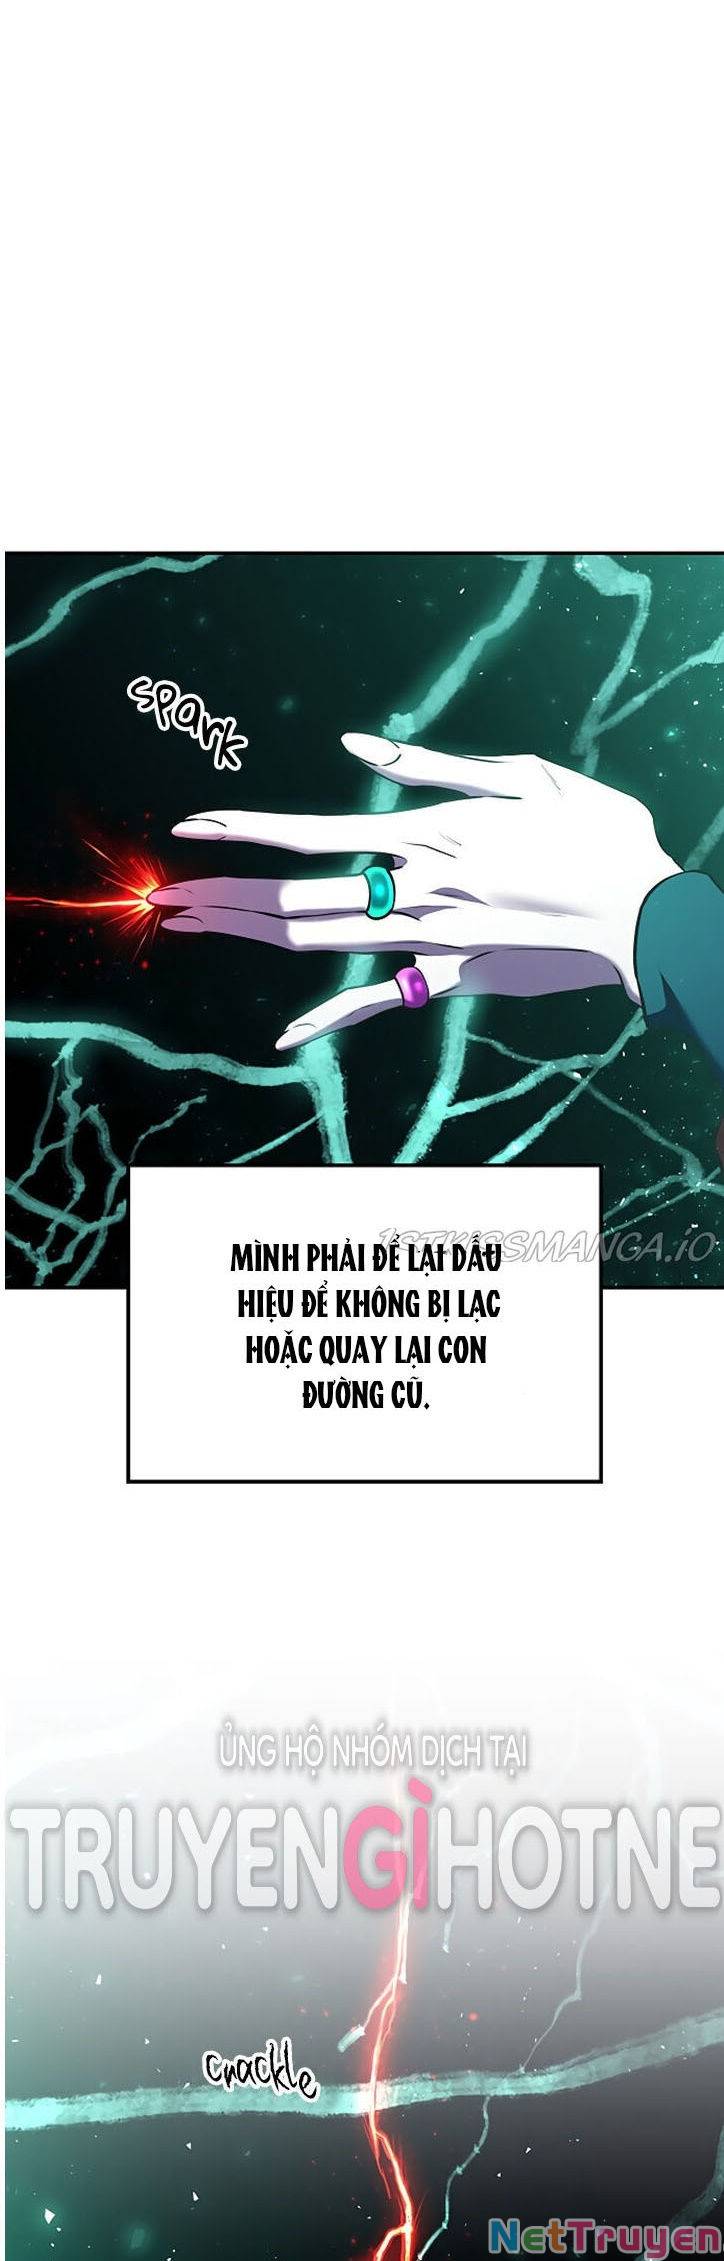 spark
1STKISSMANGA.iO
MÌNH PHẢI ĐỂ LẠI DẤU
HIỆU ĐỂ KHÔNG BỊ LẠC
HOẶC QUAY LẠI CON
ĐƯỜNG CŨ.
ỦNG HỘ NHÓM DỊCH TẠI
TRUYENGÌHOTNE
crackle
NetTruyen